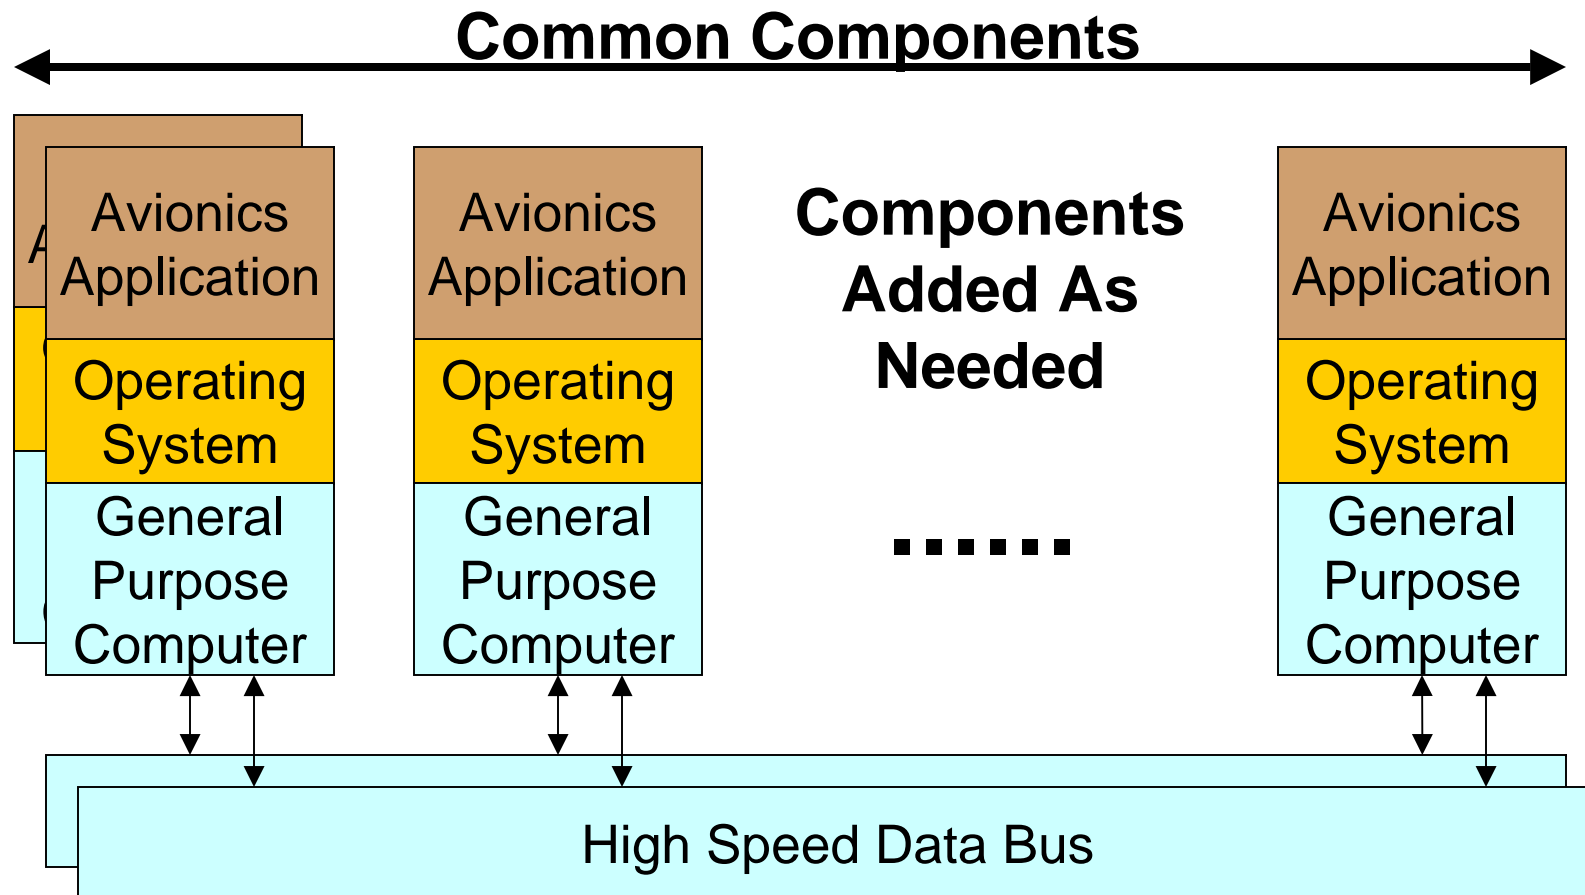 Common Components
Avionics
Application
Operating
System
General
Purpose
Computer
Avionics
Application
Operating
System
General
Purpose
Computer
Components
Added As
Needed
Avionics
Application
Operating
System
General
Purpose
Computer
High Speed Data Bus